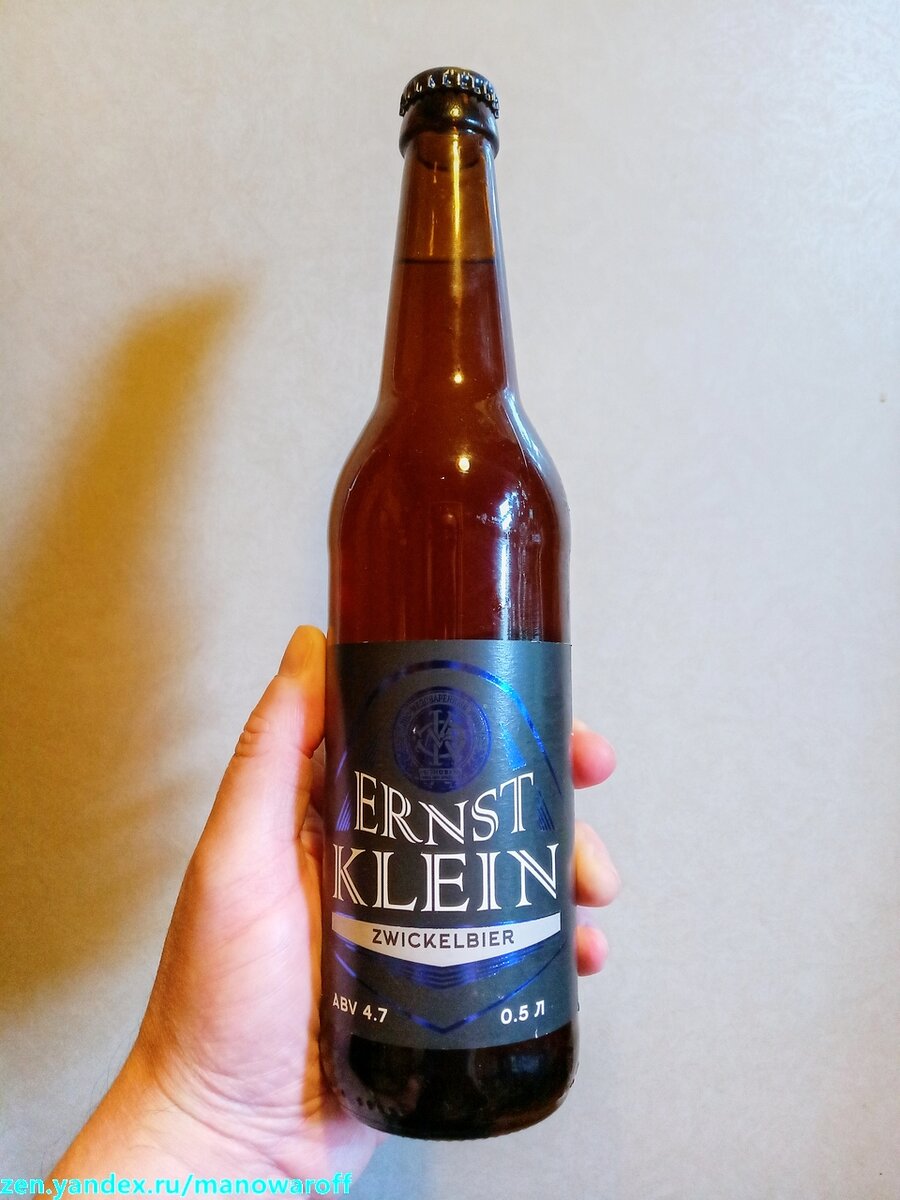 ERNST
KLEIN
ZWICKELBIER
ABV 4.7
0.5 Л
zen.yandex.ru/manowaroff